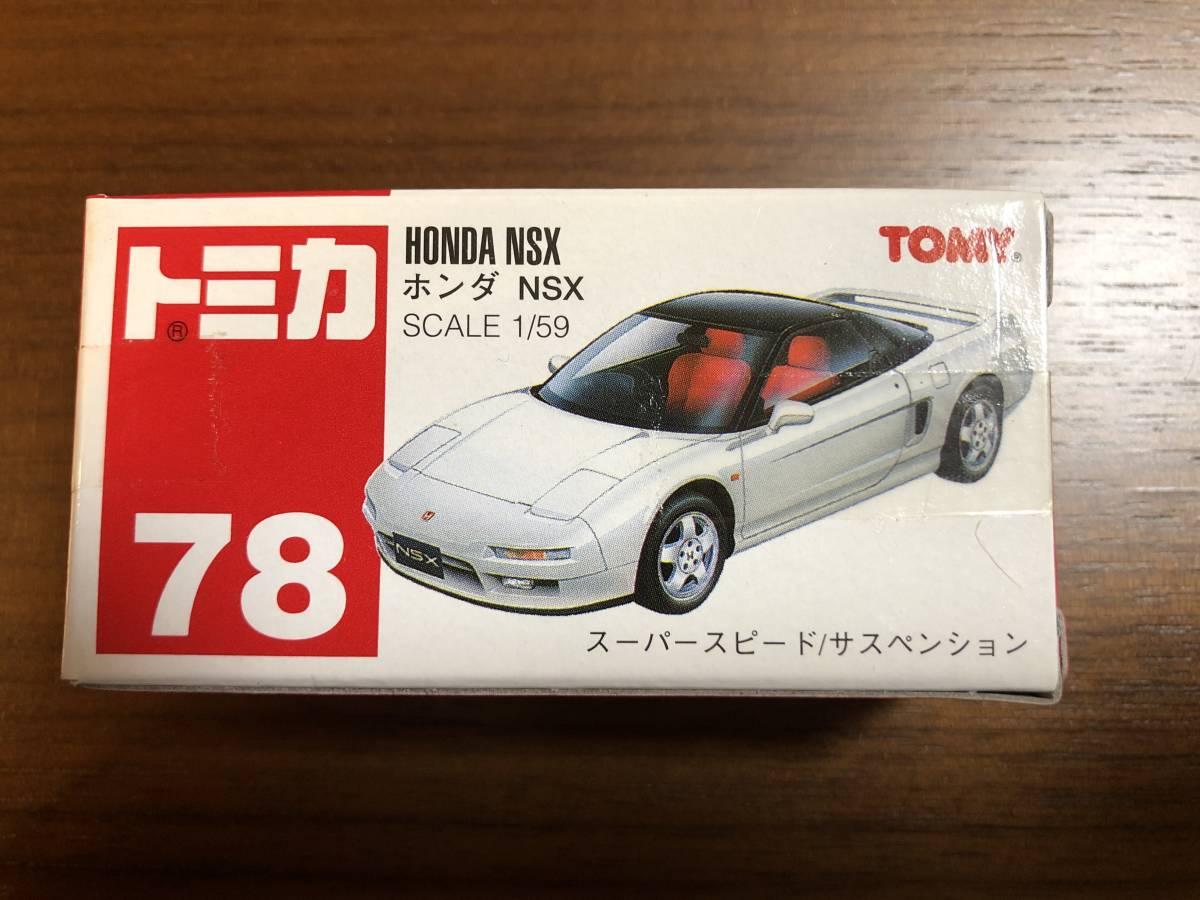 トミカ
®
78
HONDA NSX
ホンダ NSX
SCALE 1/59
TOMY®
NSX
スーパースピード/サスペンション